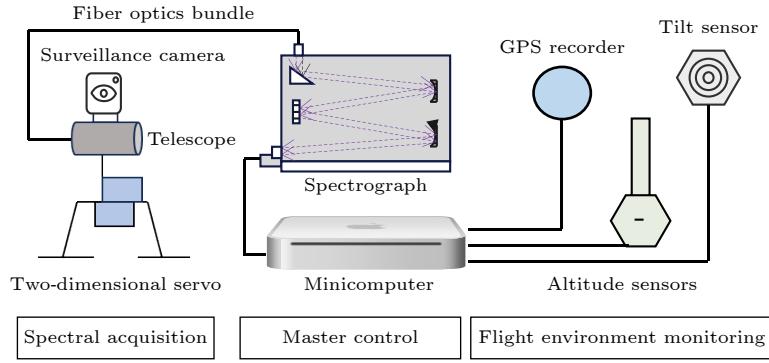 Fiber optics bundle
Surveillance camera
Telescope
Spectrograph
GPS recorder
Tilt sensor
Two-dimensional servo
Minicomputer
Altitude sensors
Spectral acquisition
Master control
Flight environment monitoring